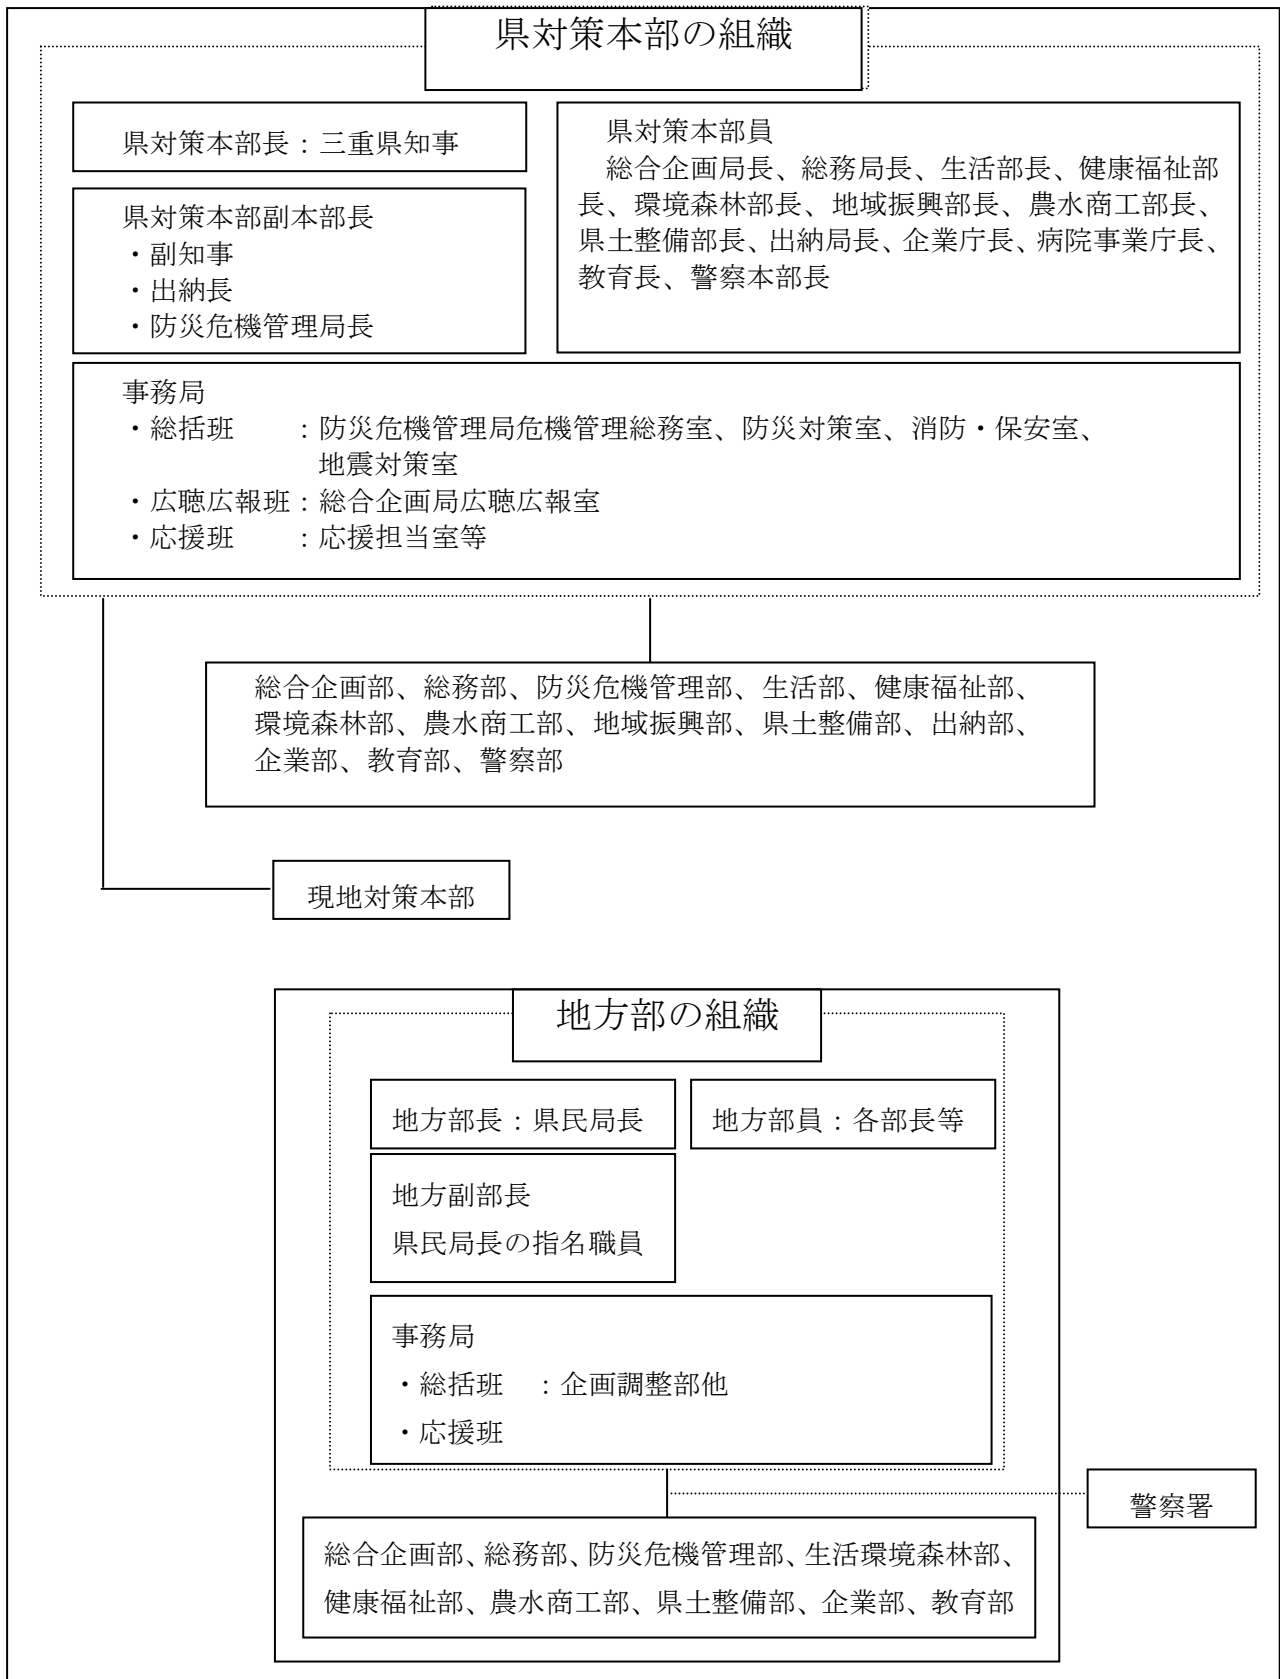 県対策本部の組織
県対策本部長：三重県知事
県対策本部副本部長
・副知事
・出納長
・防災危機管理局長
県対策本部員
総合企画局長、総務局長、生活部長、健康福祉部
長、環境森林部長、地域振興部長、農水商工部長、
県土整備部長、出納局長、企業庁長、病院事業庁長、
教育長、警察本部長
事務局
・総括班　　：防災危機管理局危機管理総務室、防災対策室、消防・保安室、
地震対策室
・広聴広報班：総合企画局広聴広報室
・応援班　　：応援担当室等
総合企画部、総務部、防災危機管理部、生活部、健康福祉部、
環境森林部、農水商工部、地域振興部、県土整備部、出納部、
企業部、教育部、警察部
現地対策本部
地方部の組織
地方部長：県民局長
地方部員：各部長等
地方副部長
県民局長の指名職員
事務局
・総括班　：企画調整部他
・応援班
警察署
総合企画部、総務部、防災危機管理部、生活環境森林部、
健康福祉部、農水商工部、県土整備部、企業部、教育部